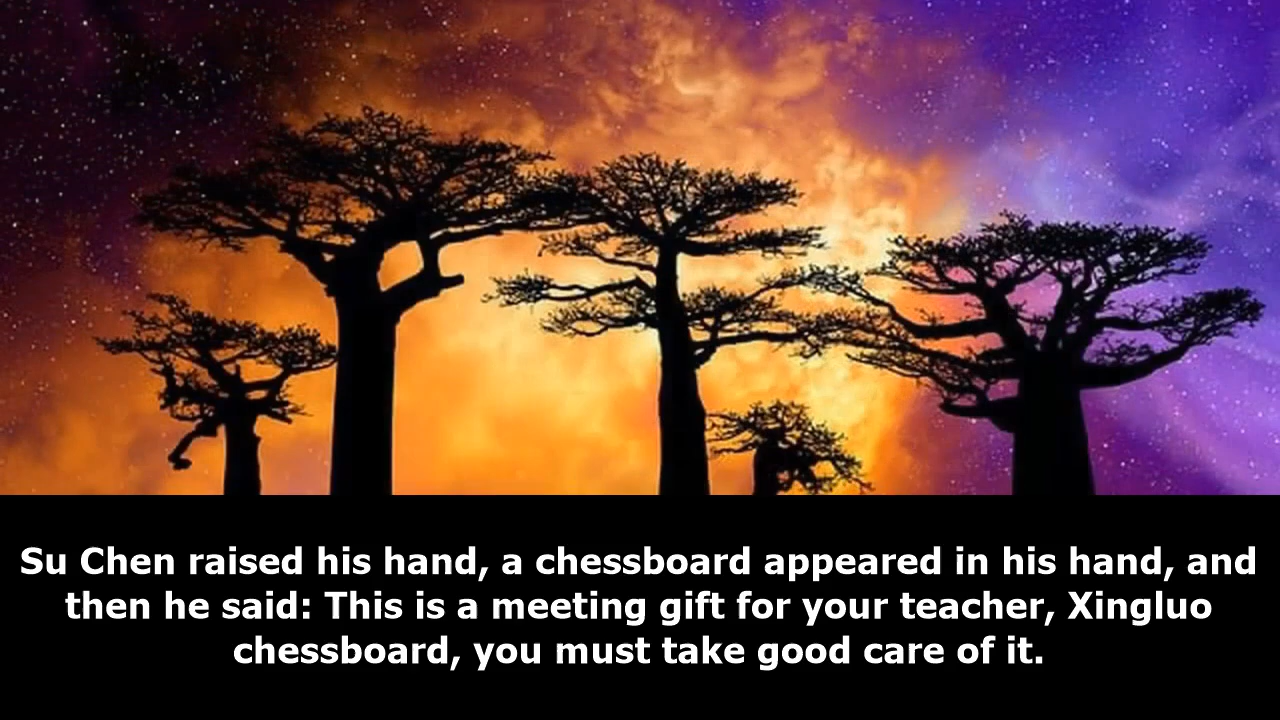 Su Chen raised his hand, a chessboard appeared in his hand, and
then he said: This is a meeting gift for your teacher, Xingluo
chessboard, you must take good care of it.